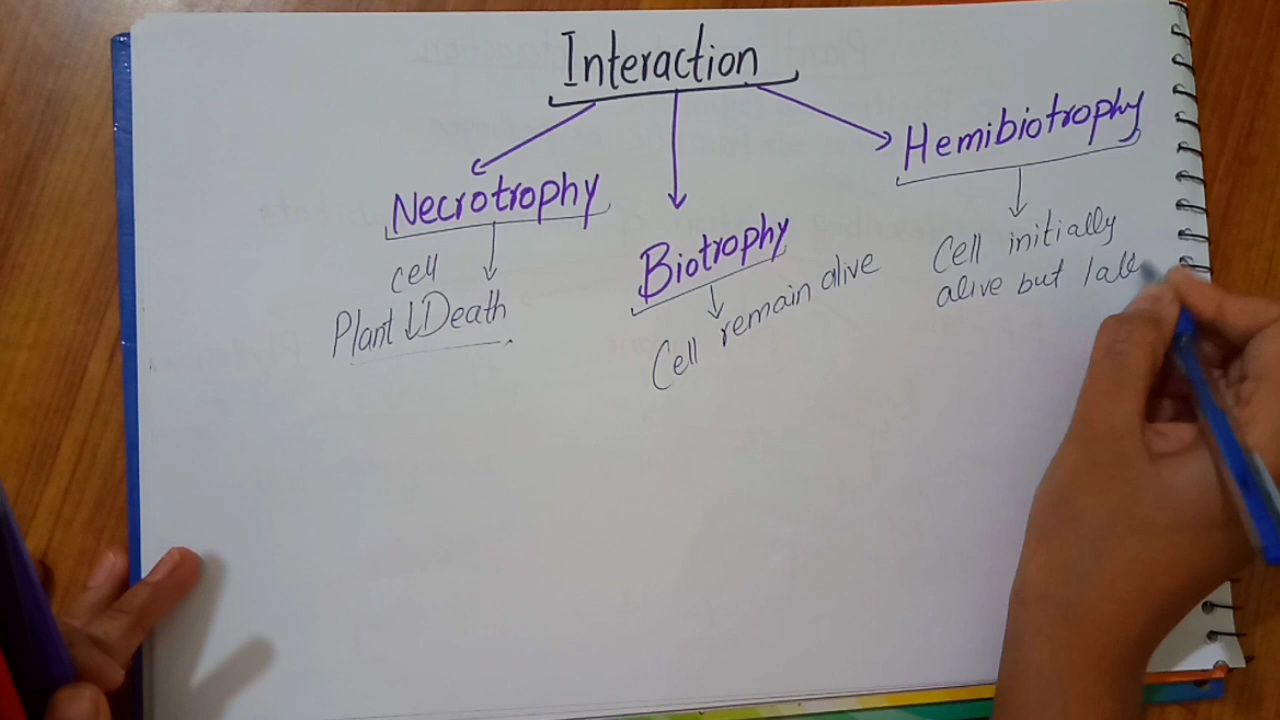 Interaction
Hemibiotrophy
Necrotrophy
Biotrophy
cell
Plant ↓ Death
Cell remain alive
Cell initially
alive but